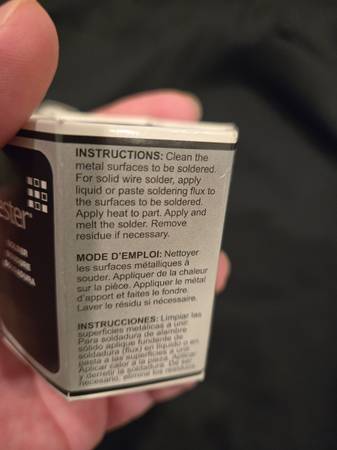 INSTRUCTIONS: Clean the
metal surfaces to be soldered.
For solid wire solder, apply
liquid or paste soldering flux to
the surfaces to be soldered.
Apply heat to part. Apply and
melt the solder. Remove
residue if necessary.
MODE D'EMPLOI: Nettoyer
les surfaces métalliques à
souder. Appliquer de la chaleur
sur la pièce. Appliquer le métal
d'apport et faites le fondre.
Laver le résidu si nécessaire.
INSTRUCCIONES: Limpiar las
superficies metálicas a unir.
Para soldadura de alambre
sólido aplique fundente de
soldadura (flux) en líquido o en
pasta a las superficies a unir.
Aplicar calor a la pieza. Aplicar
y derretir la soldadura. De ser
necesario, elimine los residuos.
ester
SOLDER